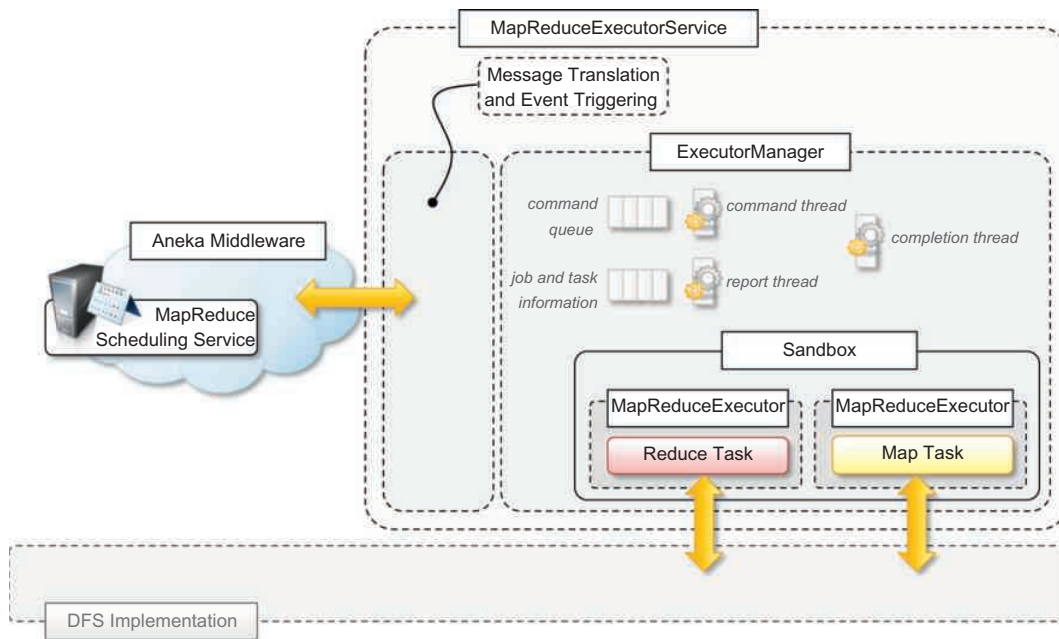 MapReduceExecutorService
Message Translation
and Event Triggering
ExecutorManager
command
queue
command thread
completion thread
job and task
information
report thread
Aneka Middleware
MapReduce
Scheduling Service
Sandbox
MapReduceExecutor
MapReduceExecutor
Reduce Task
Map Task
DFS Implementation